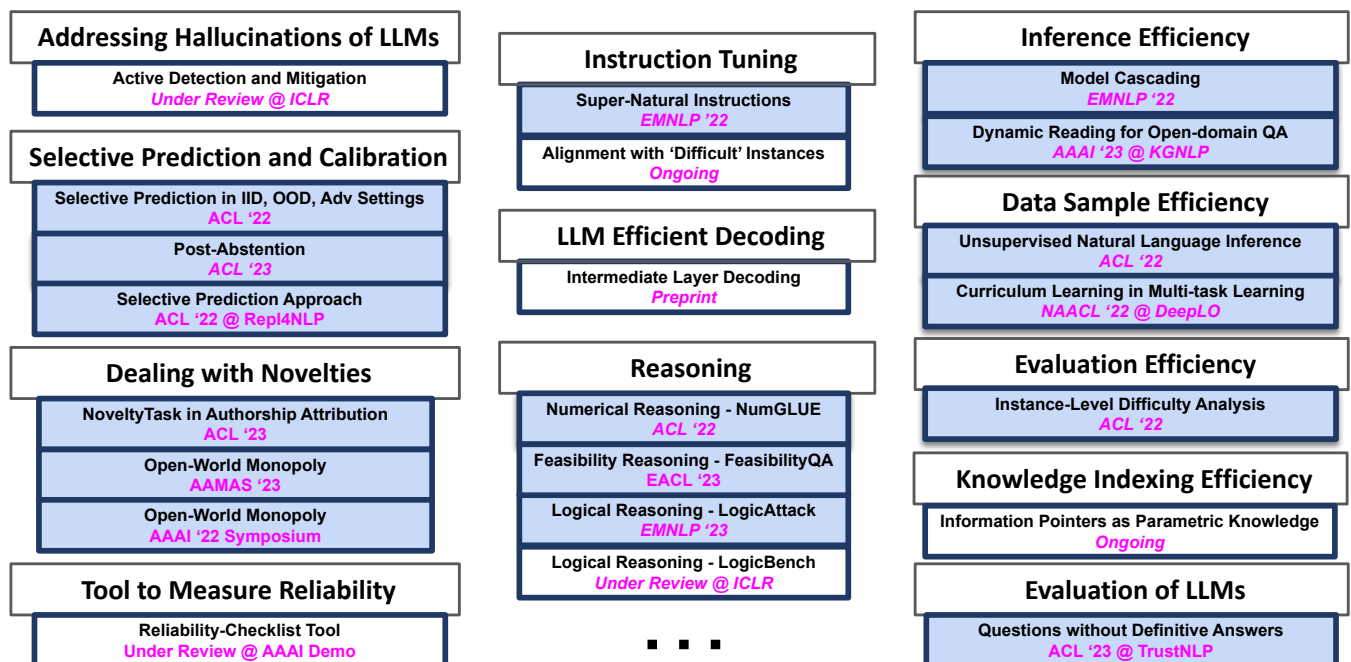 Addressing Hallucinations of LLMs
Active Detection and Mitigation
Under Review @ ICLR
Selective Prediction and Calibration
Selective Prediction in IID, OOD, Adv Settings
ACL ‘22
Post-Abstention
ACL ‘23
Selective Prediction Approach
ACL ‘22 @ Repl4NLP
Dealing with Novelties
NoveltyTask in Authorship Attribution
ACL ‘23
Open-World Monopoly
AAMAS ‘23
Open-World Monopoly
AAAI ‘22 Symposium
Tool to Measure Reliability
Reliability-Checklist Tool
Under Review @ AAAI Demo
Instruction Tuning
Super-Natural Instructions
EMNLP ’22
Alignment with ‘Difficult’ Instances
Ongoing
LLM Efficient Decoding
Intermediate Layer Decoding
Preprint
Reasoning
Numerical Reasoning - NumGLUE
ACL ‘22
Feasibility Reasoning - FeasibilityQA
EACL ‘23
Logical Reasoning - LogicAttack
EMNLP ’23
Logical Reasoning - LogicBench
Under Review @ ICLR
. . .
Inference Efficiency
Model Cascading
EMNLP ‘22
Dynamic Reading for Open-domain QA
AAAI ‘23 @ KGNLP
Data Sample Efficiency
Unsupervised Natural Language Inference
ACL ‘22
Curriculum Learning in Multi-task Learning
NAACL ‘22 @ DeepLO
Evaluation Efficiency
Instance-Level Difficulty Analysis
ACL ‘22
Knowledge Indexing Efficiency
Information Pointers as Parametric Knowledge
Ongoing
Evaluation of LLMs
Questions without Definitive Answers
ACL ‘23 @ TrustNLP